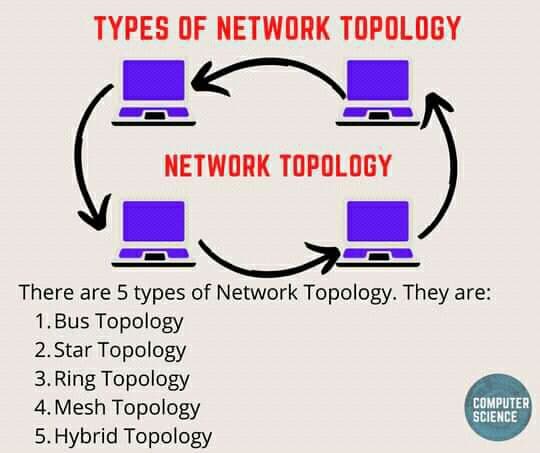 TYPES OF NETWORK TOPOLOGY
NETWORK TOPOLOGY
There are 5 types of Network Topology. They are:
1. Bus Topology
2. Star Topology
3. Ring Topology
4. Mesh Topology
5. Hybrid Topology
COMPUTER
SCIENCE